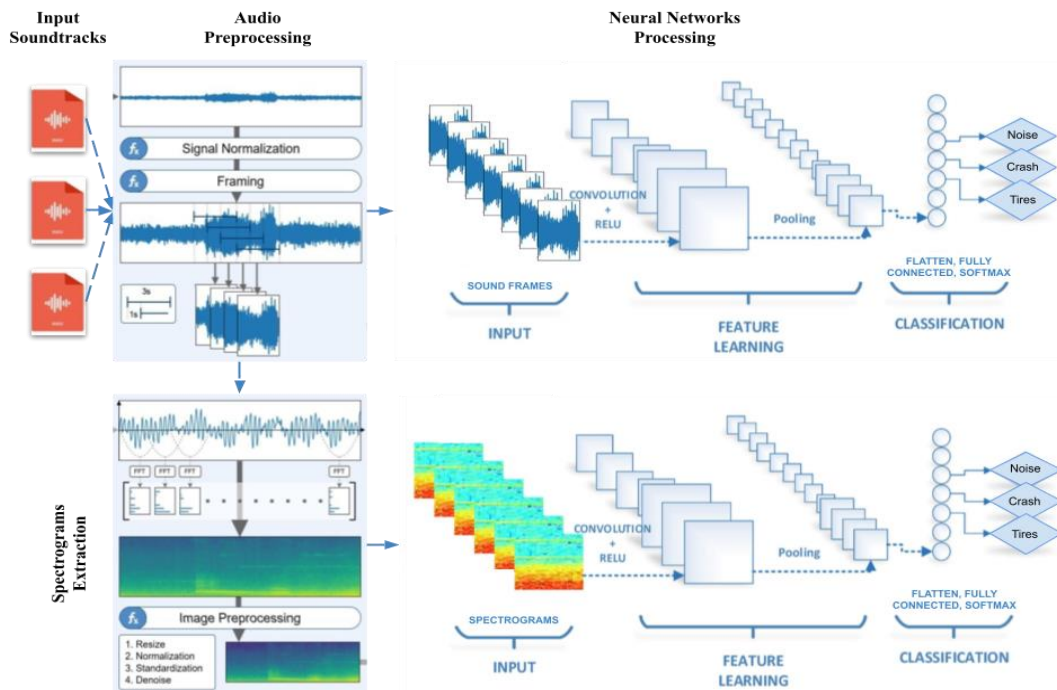 Input
Soundtracks
Audio
Preprocessing
Neural Networks
Processing
fx Signal Normalization
fx Framing
3s
1s
CONVOLUTION
+
RELU
Pooling
Noise
Crash
Tires
SOUND FRAMES
FLATTEN, FULLY
CONNECTED, SOFTMAX
INPUT
FEATURE
LEARNING
CLASSIFICATION
Spectrograms
Extraction
FFT FFT FFT FFT
fx Image Preprocessing
1. Resize
2. Normalization
3. Standardization
4. Denoise
CONVOLUTION
+
RELU
Pooling
Noise
Crash
Tires
SPECTROGRAMS
FLATTEN, FULLY
CONNECTED, SOFTMAX
INPUT
FEATURE
LEARNING
CLASSIFICATION